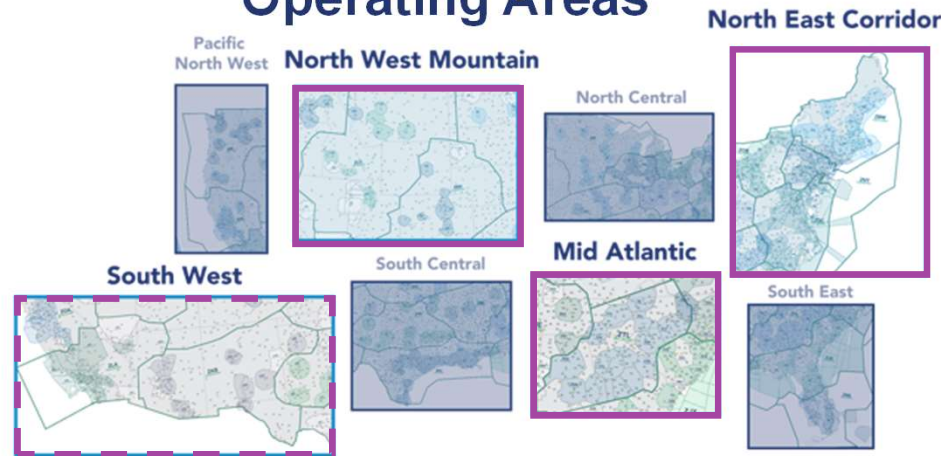 Operating Areas
North East Corridor
Pacific
North West
North West Mountain
North Central
Mid Atlantic
South West
South Central
South East